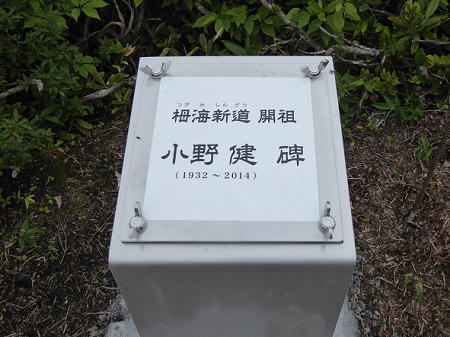 つがみしんどう
栂海新道 開祖
小野健 碑
(1932～2014)